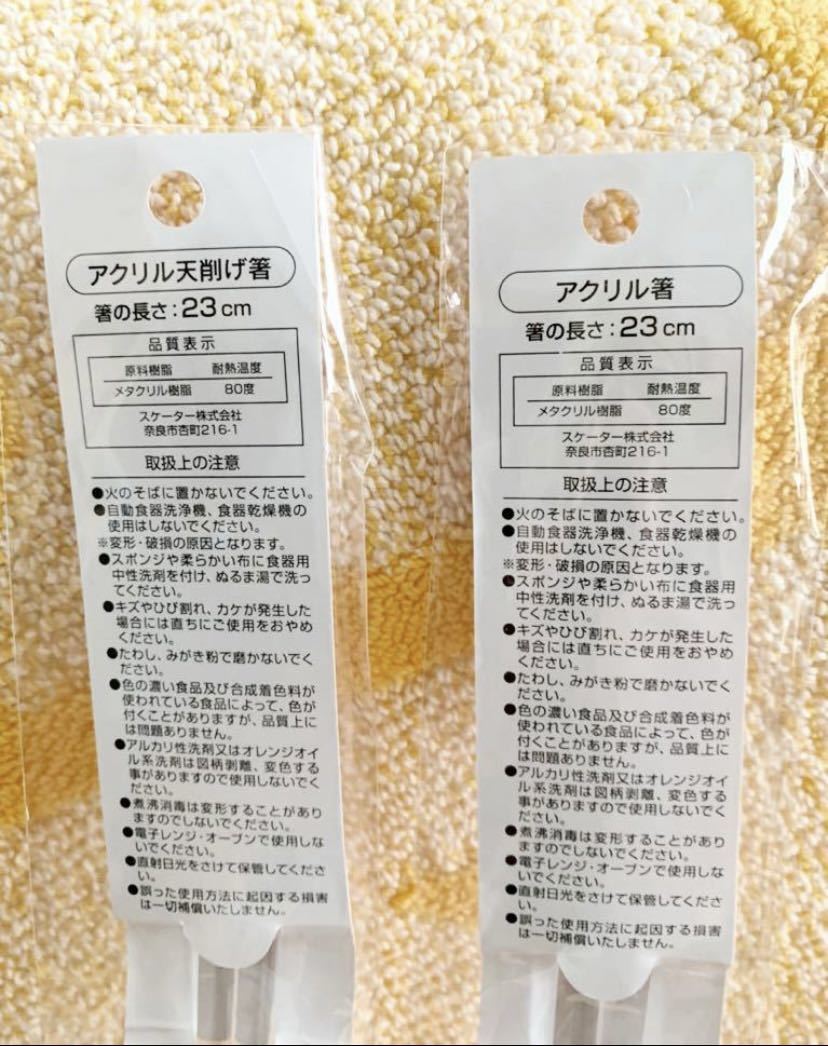 アクリル天削げ箸
箸の長さ：23cm
品質表示
原料樹脂 耐熱温度
メタクリル樹脂 80度
スケーター株式会社
奈良市杏町216-1
取扱上の注意
●火のそばに置かないでください。
●自動食器洗浄機、食器乾燥機の
使用はしないでください。
※変形・破損の原因となります。
●スポンジや柔らかい布に食器用
中性洗剤を付け、ぬるま湯で洗っ
てください。
●キズやひび割れ、カケが発生した
場合には直ちにご使用をおやめ
ください。
●たわし、みがき粉で磨かないでく
ださい。
●色の濃い食品及び合成着色料が
使われている食品によって、色が
付くことがありますが、品質上に
は問題ありません。
●アルカリ性洗剤又はオレンジオイ
ル系洗剤は図柄剥離、変色する
事がありますので使用しないでく
ださい。
●煮沸消毒は変形することがあり
ますのでしないでください。
●電子レンジ・オーブンで使用しな
いでください。
●直射日光をさけて保管してくださ
い。
●誤った使用方法に起因する損害
は一切補償いたしません。
アクリル箸
箸の長さ：23cm
品質表示
原料樹脂 耐熱温度
メタクリル樹脂 80度
スケーター株式会社
奈良市杏町216-1
取扱上の注意
●火のそばに置かないでください。
●自動食器洗浄機、食器乾燥機の
使用はしないでください。
※変形・破損の原因となります。
●スポンジや柔らかい布に食器用
中性洗剤を付け、ぬるま湯で洗っ
てください。
●キズやひび割れ、カケが発生した
場合には直ちにご使用をおやめ
ください。
●たわし、みがき粉で磨かないでく
ださい。
●色の濃い食品及び合成着色料が
使われている食品によって、色が
付くことがありますが、品質上に
は問題ありません。
●アルカリ性洗剤又はオレンジオイ
ル系洗剤は図柄剥離、変色する
事がありますので使用しないでく
ださい。
●煮沸消毒は変形することがあり
ますのでしないでください。
●電子レンジ・オーブンで使用しな
いでください。
●直射日光をさけて保管してくださ
い。
●誤った使用方法に起因する損害
は一切補償いたしません。